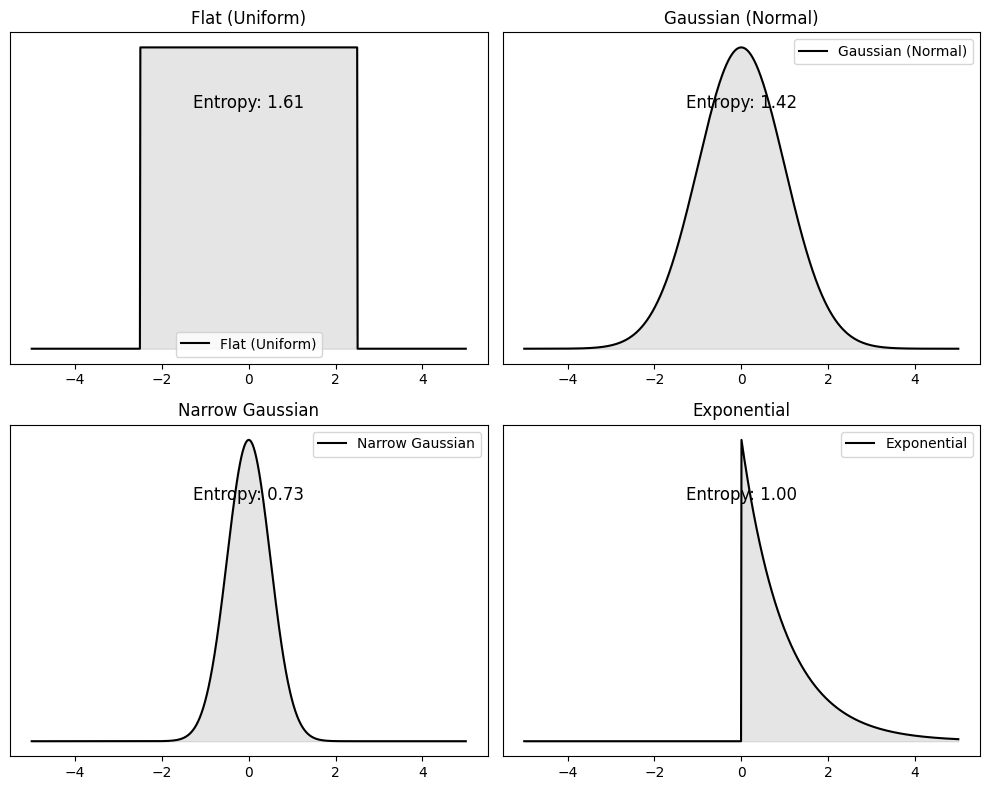 Flat (Uniform)
Entropy: 1.61
Flat (Uniform)
−4 −2 0 2 4
Gaussian (Normal)
Gaussian (Normal)
Entropy: 1.42
−4 −2 0 2 4
Narrow Gaussian
Narrow Gaussian
Entropy: 0.73
−4 −2 0 2 4
Exponential
Exponential
Entropy: 1.00
−4 −2 0 2 4